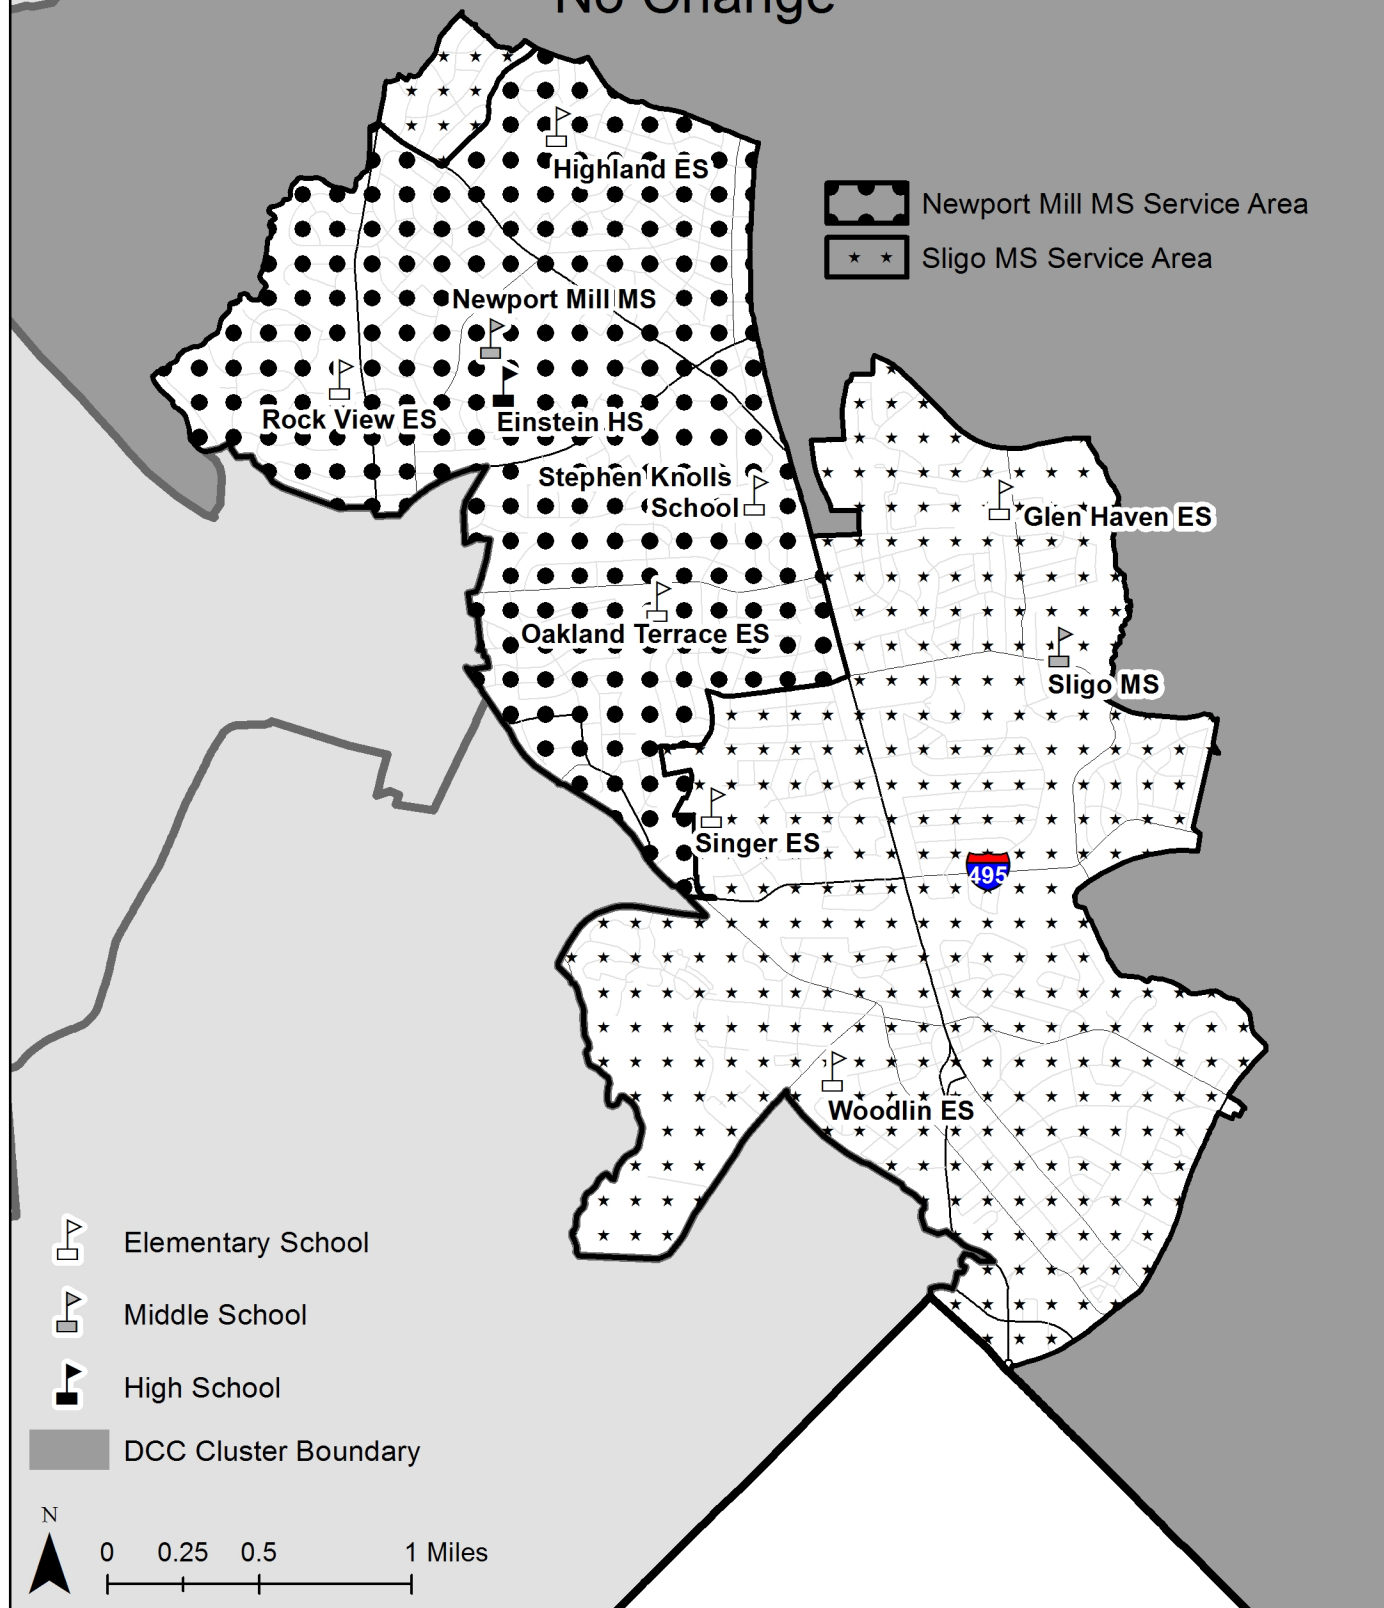 No Change
Highland ES
Newport Mill MS Service Area
Sligo MS Service Area
Newport Mill MS
Rock View ES
Einstein HS
Stephen Knolls
School
Glen Haven ES
Oakland Terrace ES
Sligo MS
Singer ES
495
Woodlin ES
Elementary School
Middle School
High School
DCC Cluster Boundary
N
0 0.25 0.5 1 Miles